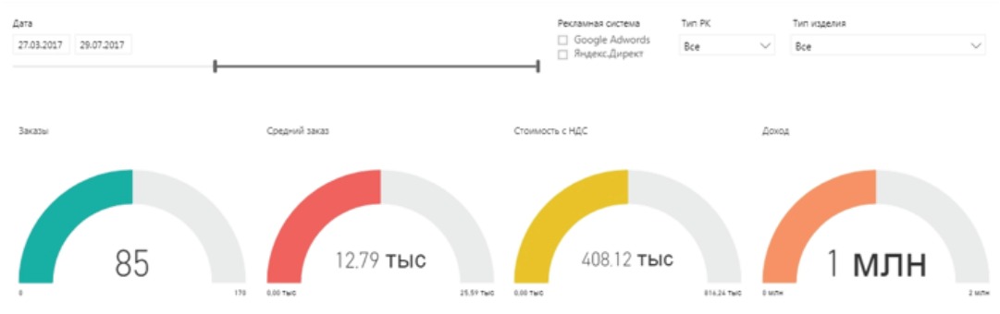 Дата
27.03.2017 29.07.2017
Рекламная система
Google Adwords
Яндекс.Директ
Тип РК
Все
Тип изделия
Все
Заказы
85
0 170
Средний заказ
12.79 тыс
0,00 тыс 25,59 тыс
Стоимость с НДС
408.12 тыс
0,00 тыс 816,24 тыс
Доход
1 млн
0 млн 2 млн